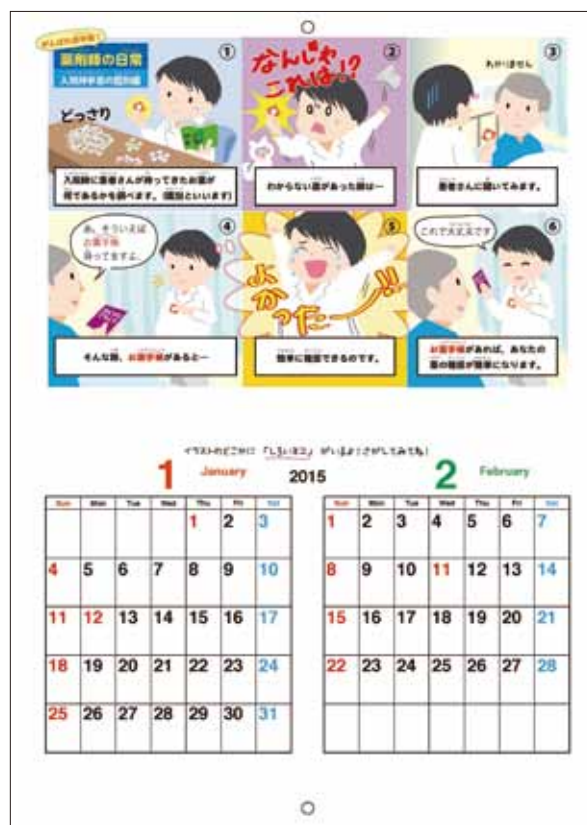 がんばれ薬剤師!
薬剤師の日常
入院時持参薬の鑑別編
①
どっさり
入院時に患者さんが持ってきたお薬が
何であるかを調べます。(鑑別といいます)
②
なんじゃ
これは!?
わからない薬があった時は…
③
わかりません
患者さんに聞いてみます。
④
あ、そういえば
お薬手帳
持ってますよ。
そんな時、お薬手帳があると…
⑤
よかったー!!
簡単に確認できるのです。
⑥
これで大丈夫です
お薬手帳があれば、あなたの
薬の確認が簡単になります。
イラストのどこかに「しろいネコ」がいるよ!さがしてみてね!
1 January 2015 2 February
Sun Mon Tue Wed Thu Fri Sat
1 2 3
4 5 6 7 8 9 10
11 12 13 14 15 16 17
18 19 20 21 22 23 24
25 26 27 28 29 30 31
Sun Mon Tue Wed Thu Fri Sat
1 2 3 4 5 6 7
8 9 10 11 12 13 14
15 16 17 18 19 20 21
22 23 24 25 26 27 28